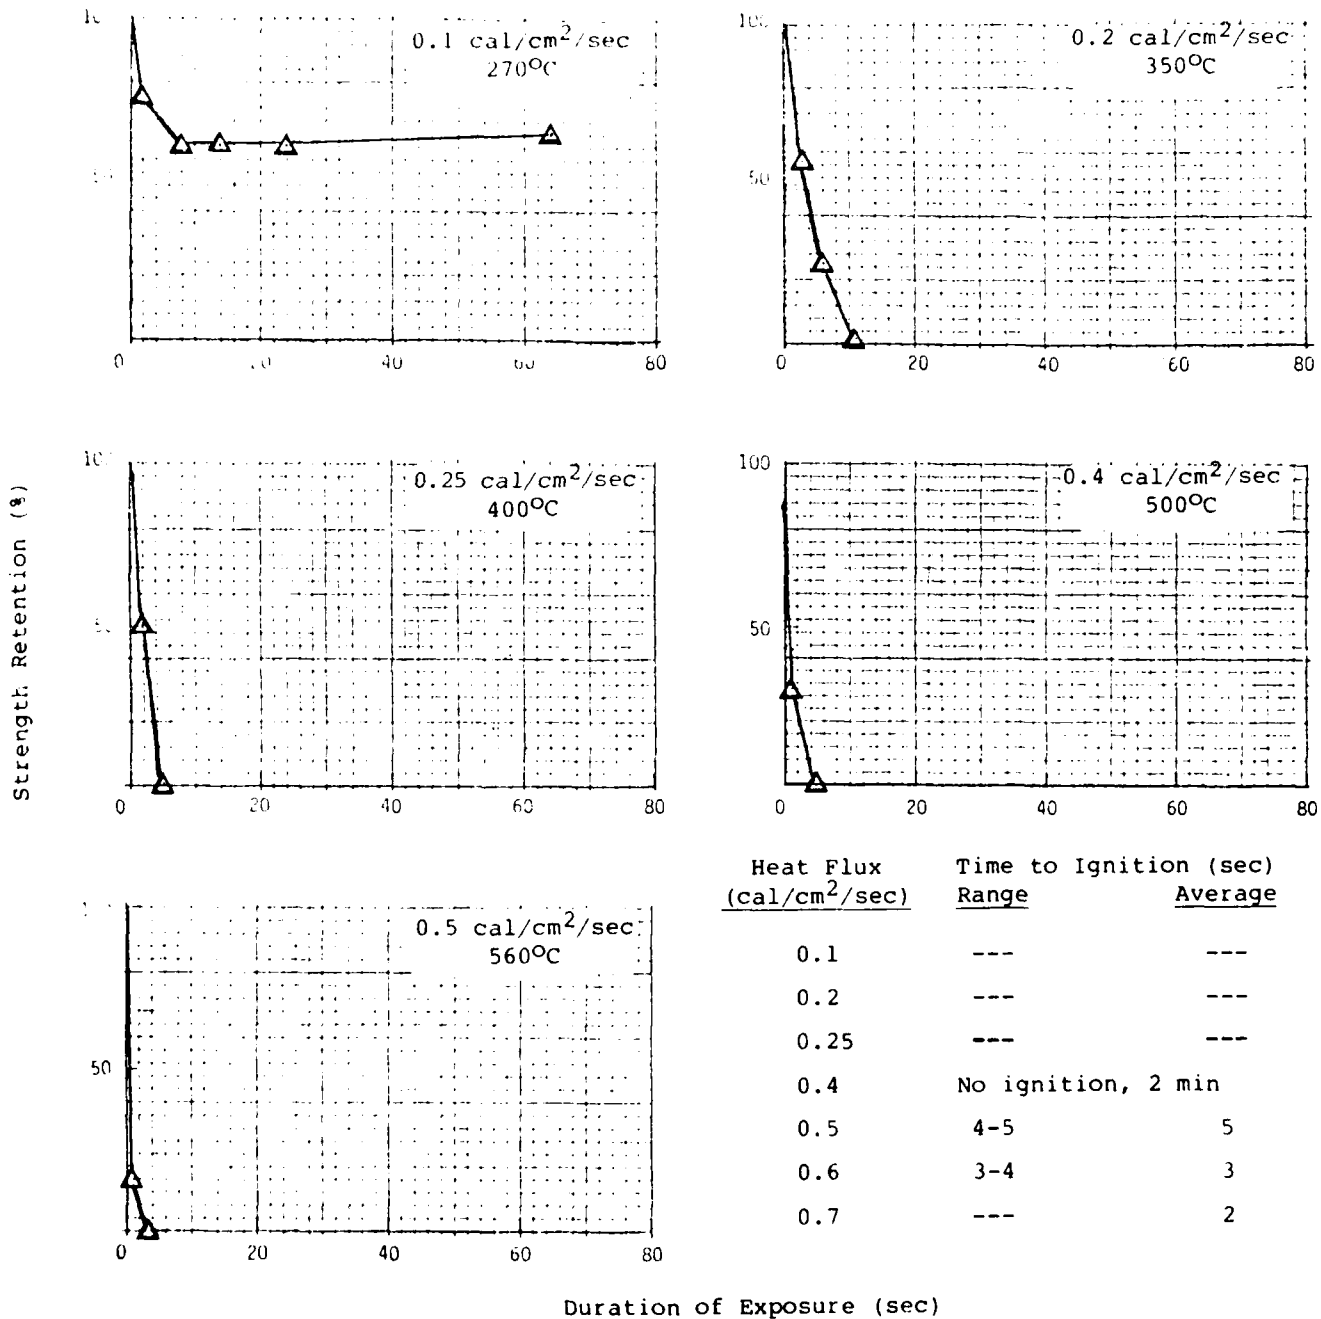 0.1 cal/cm²/sec
270°C
0 40 80
100
0.2 cal/cm²/sec
350°C
50
0 20 40 60 80
Strength Retention (%)
0.25 cal/cm²/sec
400°C
0 20 40 60 80
100
0.4 cal/cm²/sec
500°C
50
0 20 40 60 80
0.5 cal/cm²/sec
560°C
50
0 20 40 60 80
Heat Flux Time to Ignition (sec)
(cal/cm²/sec) Range Average
0.1 --- ---
0.2 --- ---
0.25 --- ---
0.4 No ignition, 2 min
0.5 4-5 5
0.6 3-4 3
0.7 --- 2
Duration of Exposure (sec)